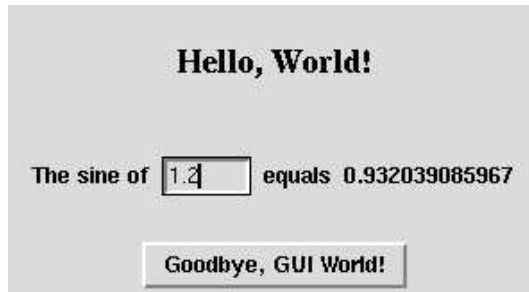 Hello, World!
The sine of 1.2 equals 0.932039085967
Goodbye, GUI World!